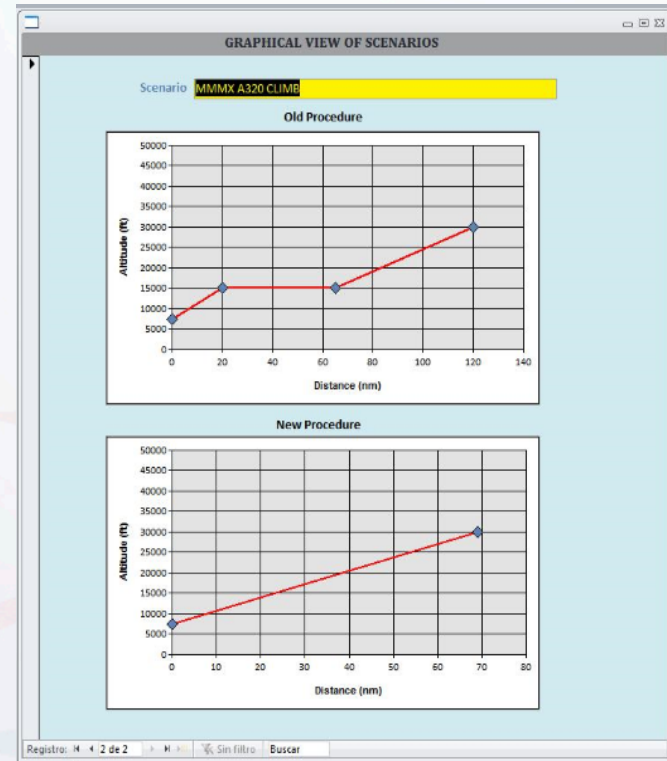 GRAPHICAL VIEW OF SCENARIOS
Scenario MMMX A320 CLIMB
Old Procedure
50000
45000
40000
35000
30000
25000
20000
15000
10000
5000
0
Altitude (ft)
0 20 40 60 80 100 120 140
Distance (nm)
New Procedure
50000
45000
40000
35000
30000
25000
20000
15000
10000
5000
0
Altitude (ft)
0 10 20 30 40 50 60 70 80
Distance (nm)
Registro: 2 de 2 Sin filtro Buscar